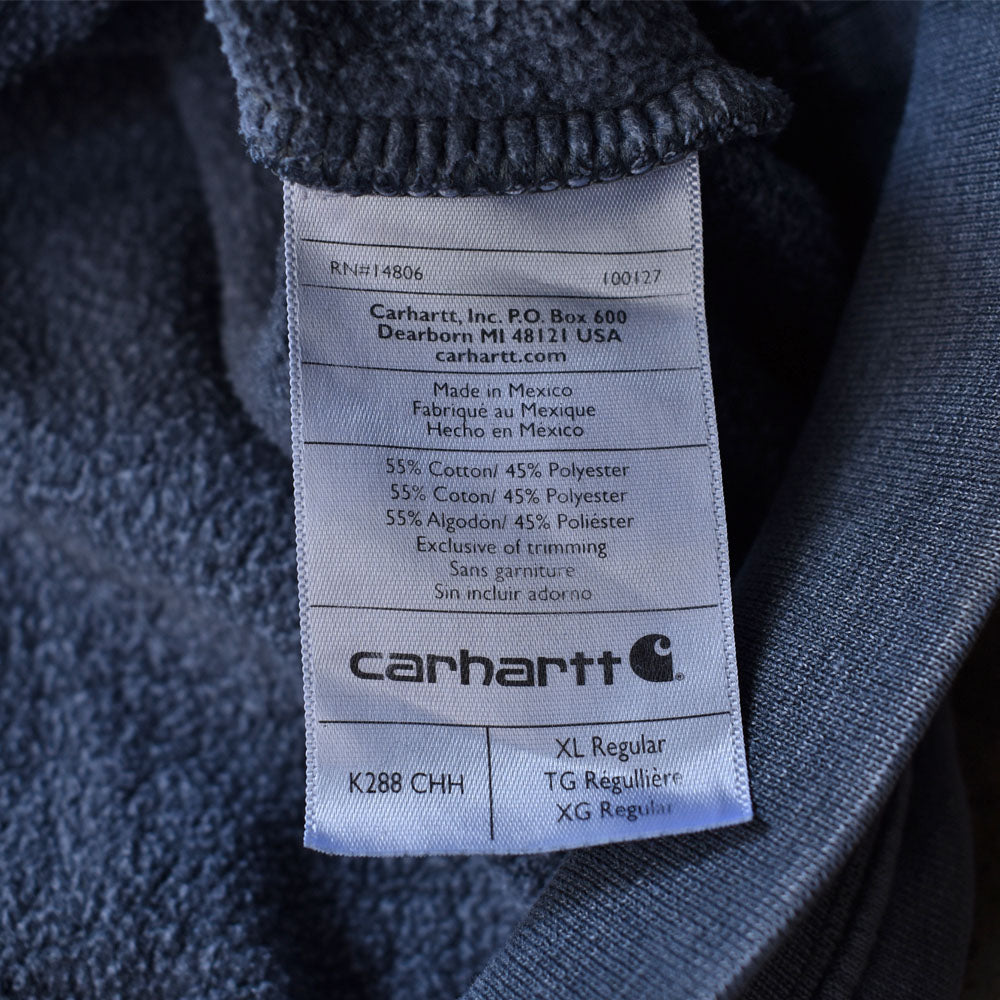 RN#14806 100127
Carhartt, Inc. P.O. Box 600
Dearborn MI 48121 USA
carhartt.com
Made in Mexico
Fabriqué au Mexique
Hecho en México
55% Cotton/ 45% Polyester
55% Coton/ 45% Polyester
55% Algodón/ 45% Poliéster
Exclusive of trimming
Sans garniture
Sin incluir adorno
carhartt
K288 CHH
XL Regular
TG Régullière
XG Regular